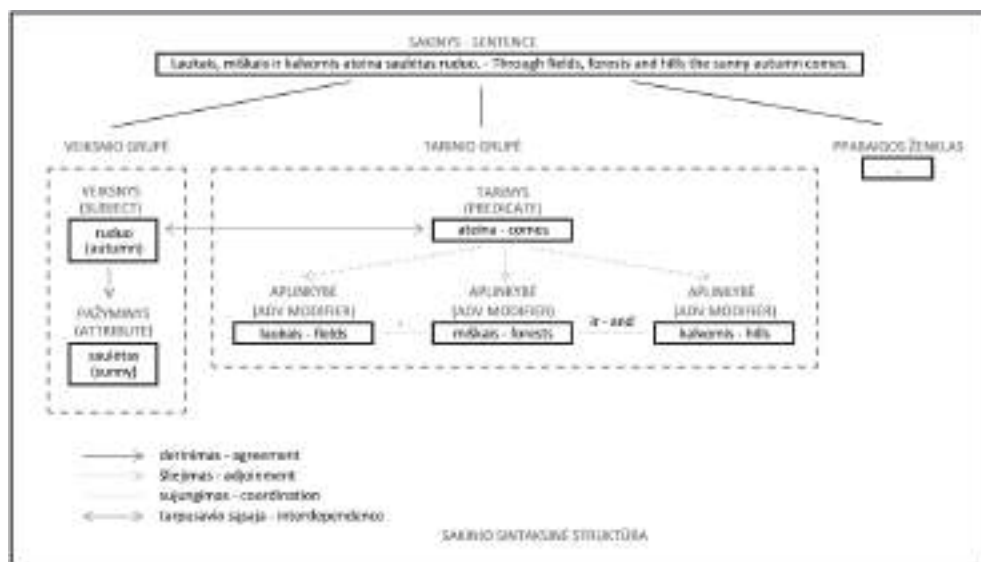 SAKINYS - SENTENCE
Laukais, miškais ir kalvomis ateina saulėtas ruduo. - Through fields, forests and hills the sunny autumn comes.
VEIKSNIO GRUPĖ
TARINIO GRUPĖ
PPABAIGOS ŽENKLAS
.
VEIKSNYS
(SUBJECT)
ruduo
(autumn)
PAŽYMINYS
(ATTRIBUTE)
saulėtas
(sunny)
TARINYS
(PREDICATE)
ateina - comes
APLINKYBĖ
(ADV MODIFIER)
laukais - fields
,
APLINKYBĖ
(ADV MODIFIER)
miškais - forests
ir - and
APLINKYBĖ
(ADV MODIFIER)
kalvomis - hills
derinimas - agreement
šliejimas - adjoinment
sujungimas - coordination
tarpusavio sąsaja - interdependence
SAKINIO SINTAKSINĖ STRUKTŪRA